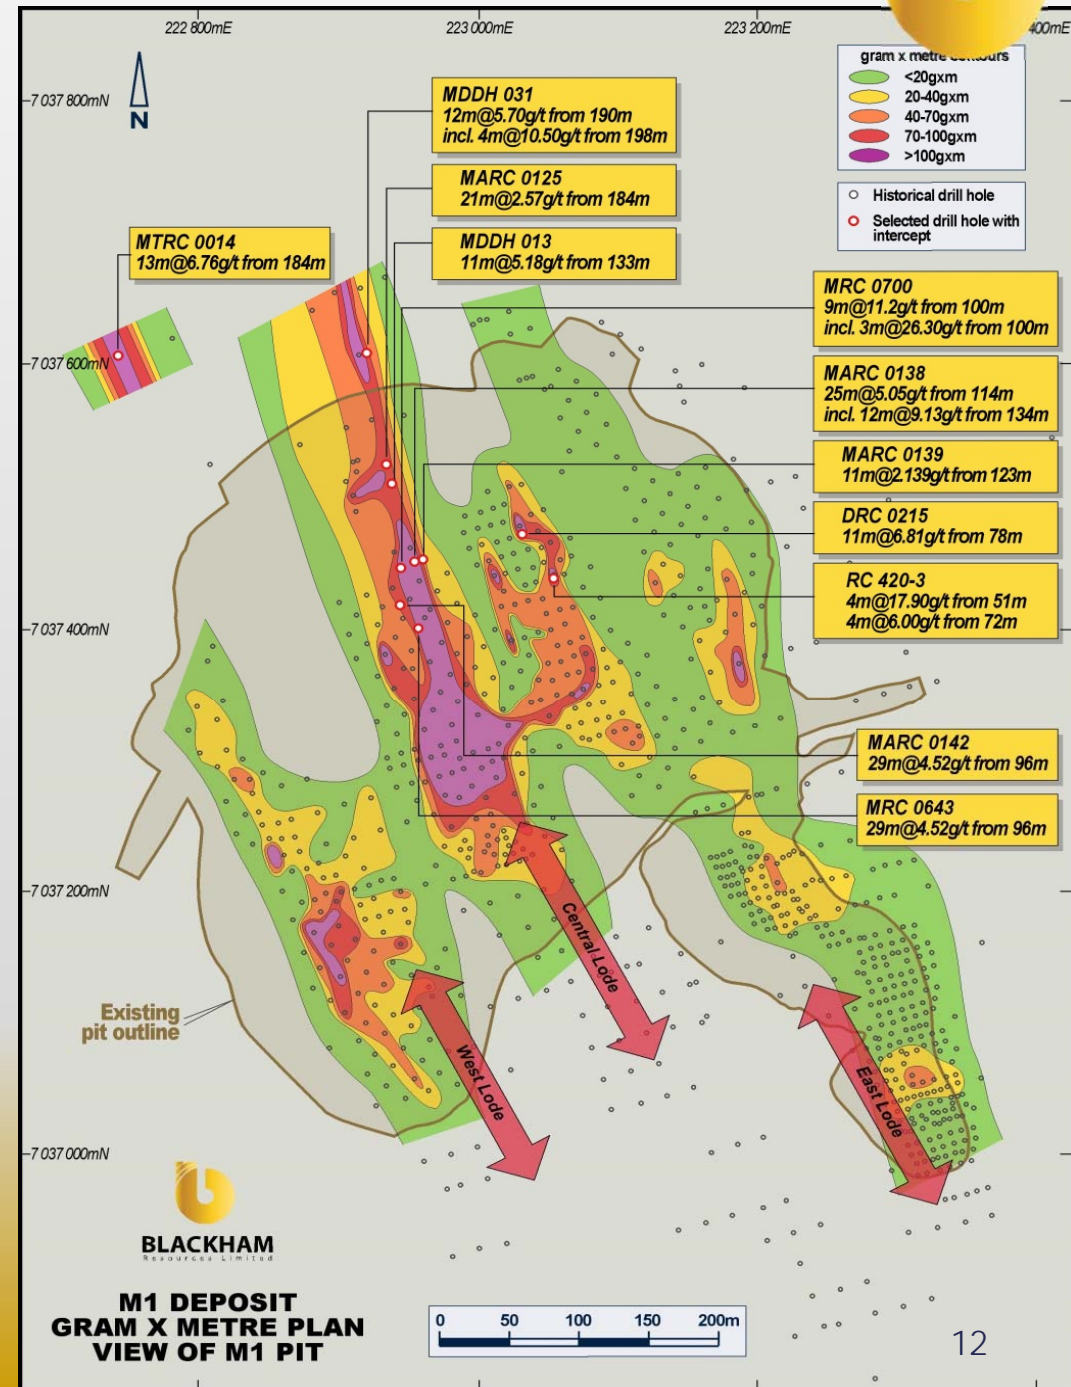 222 800mE
223 000mE
223 200mE
400mE
7 037 800mN
7 037 600mN
7 037 400mN
7 037 200mN
7 037 000mN
N
gram x metre contours
<20gxm
20-40gxm
40-70gxm
70-100gxm
>100gxm
Historical drill hole
Selected drill hole with
intercept
MDDH 031
12m@5.70g/t from 190m
incl. 4m@10.50g/t from 198m
MARC 0125
21m@2.57g/t from 184m
MDDH 013
11m@5.18g/t from 133m
MTRC 0014
13m@6.76g/t from 184m
MRC 0700
9m@11.2g/t from 100m
incl. 3m@26.30g/t from 100m
MARC 0138
25m@5.05g/t from 114m
incl. 12m@9.13g/t from 134m
MARC 0139
11m@2.139g/t from 123m
DRC 0215
11m@6.81g/t from 78m
RC 420-3
4m@17.90g/t from 51m
4m@6.00g/t from 72m
MARC 0142
29m@4.52g/t from 96m
MRC 0643
29m@4.52g/t from 96m
Central Lode
West Lode
East Lode
Existing
pit outline
BLACKHAM
Resources Limited
M1 DEPOSIT
GRAM X METRE PLAN
VIEW OF M1 PIT
0 50 100 150 200m
12